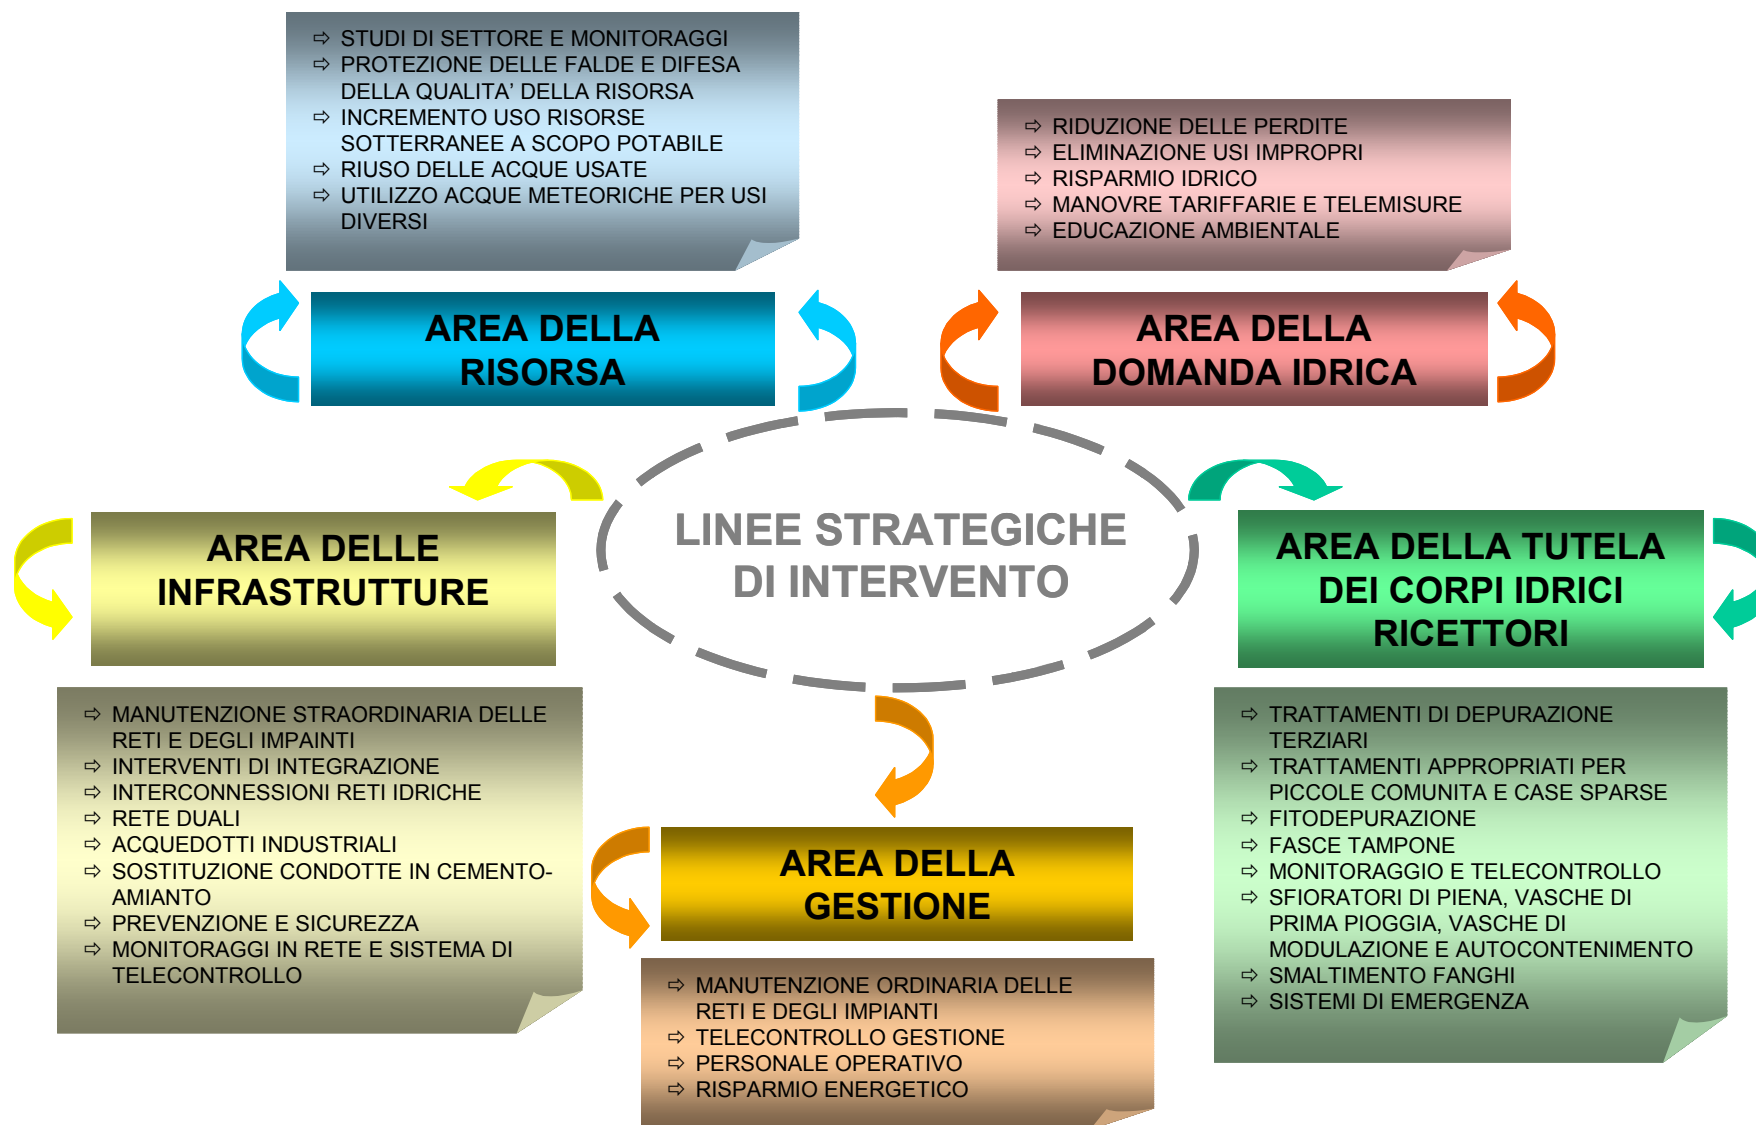 ⇨ STUDI DI SETTORE E MONITORAGGI
⇨ PROTEZIONE DELLE FALDE E DIFESA
DELLA QUALITA’ DELLA RISORSA
⇨ INCREMENTO USO RISORSE
SOTTERRANEE A SCOPO POTABILE
⇨ RIUSO DELLE ACQUE USATE
⇨ UTILIZZO ACQUE METEORICHE PER USI
DIVERSI
⇨ RIDUZIONE DELLE PERDITE
⇨ ELIMINAZIONE USI IMPROPRI
⇨ RISPARMIO IDRICO
⇨ MANOVRE TARIFFARIE E TELEMISURE
⇨ EDUCAZIONE AMBIENTALE
AREA DELLA
RISORSA
AREA DELLA
DOMANDA IDRICA
LINEE STRATEGICHE
DI INTERVENTO
AREA DELLE
INFRASTRUTTURE
AREA DELLA TUTELA
DEI CORPI IDRICI
RICETTORI
⇨ MANUTENZIONE STRAORDINARIA DELLE
RETI E DEGLI IMPAINTI
⇨ INTERVENTI DI INTEGRAZIONE
⇨ INTERCONNESSIONI RETI IDRICHE
⇨ RETE DUALI
⇨ ACQUEDOTTI INDUSTRIALI
⇨ SOSTITUZIONE CONDOTTE IN CEMENTO-
AMIANTO
⇨ PREVENZIONE E SICUREZZA
⇨ MONITORAGGI IN RETE E SISTEMA DI
TELECONTROLLO
⇨ TRATTAMENTI DI DEPURAZIONE
TERZIARI
⇨ TRATTAMENTI APPROPRIATI PER
PICCOLE COMUNITA E CASE SPARSE
⇨ FITODEPURAZIONE
⇨ FASCE TAMPONE
⇨ MONITORAGGIO E TELECONTROLLO
⇨ SFIORATORI DI PIENA, VASCHE DI
PRIMA PIOGGIA, VASCHE DI
MODULAZIONE E AUTOCONTENIMENTO
⇨ SMALTIMENTO FANGHI
⇨ SISTEMI DI EMERGENZA
AREA DELLA
GESTIONE
⇨ MANUTENZIONE ORDINARIA DELLE
RETI E DEGLI IMPIANTI
⇨ TELECONTROLLO GESTIONE
⇨ PERSONALE OPERATIVO
⇨ RISPARMIO ENERGETICO